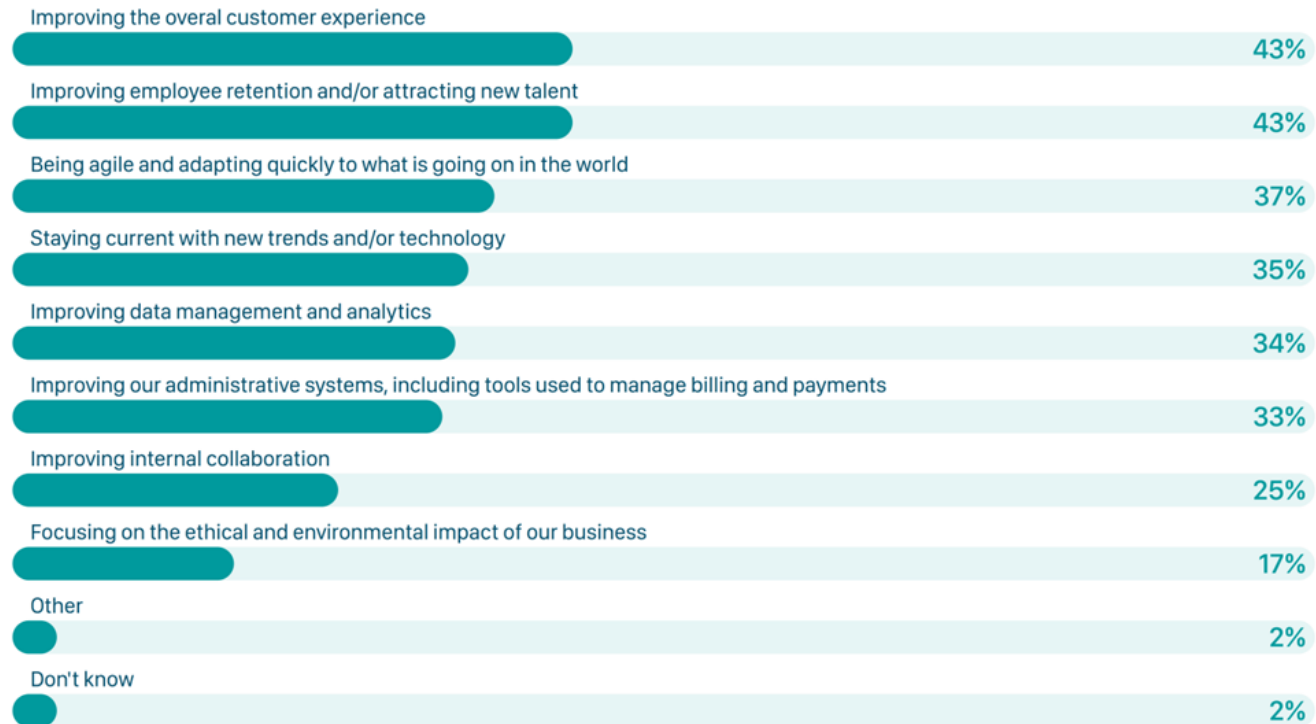 Improving the overal customer experience
43%
Improving employee retention and/or attracting new talent
43%
Being agile and adapting quickly to what is going on in the world
37%
Staying current with new trends and/or technology
35%
Improving data management and analytics
34%
Improving our administrative systems, including tools used to manage billing and payments
33%
Improving internal collaboration
25%
Focusing on the ethical and environmental impact of our business
17%
Other
2%
Don't know
2%